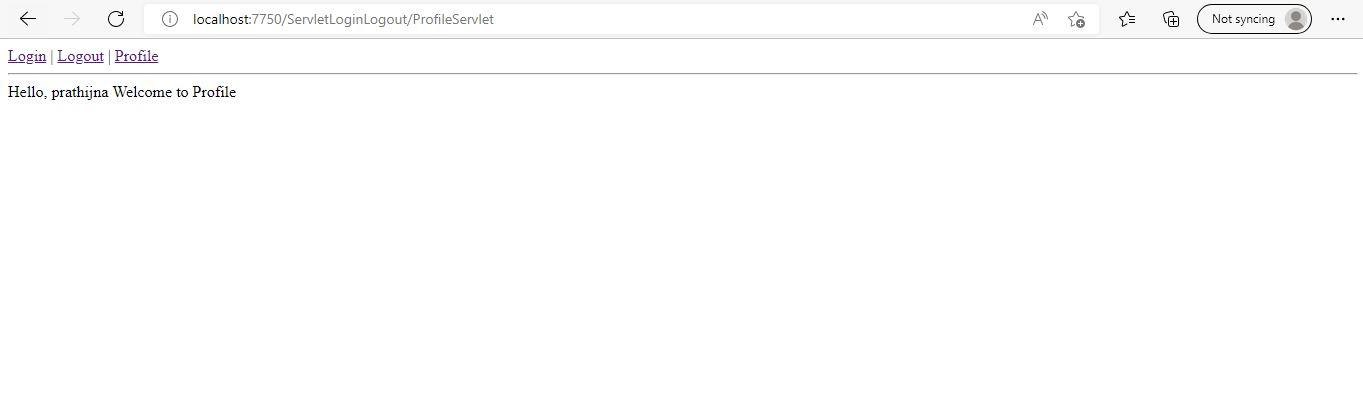 localhost:7750/ServletLoginLogout/ProfileServlet
Not syncing
Login | Logout | Profile
Hello, prathijna Welcome to Profile